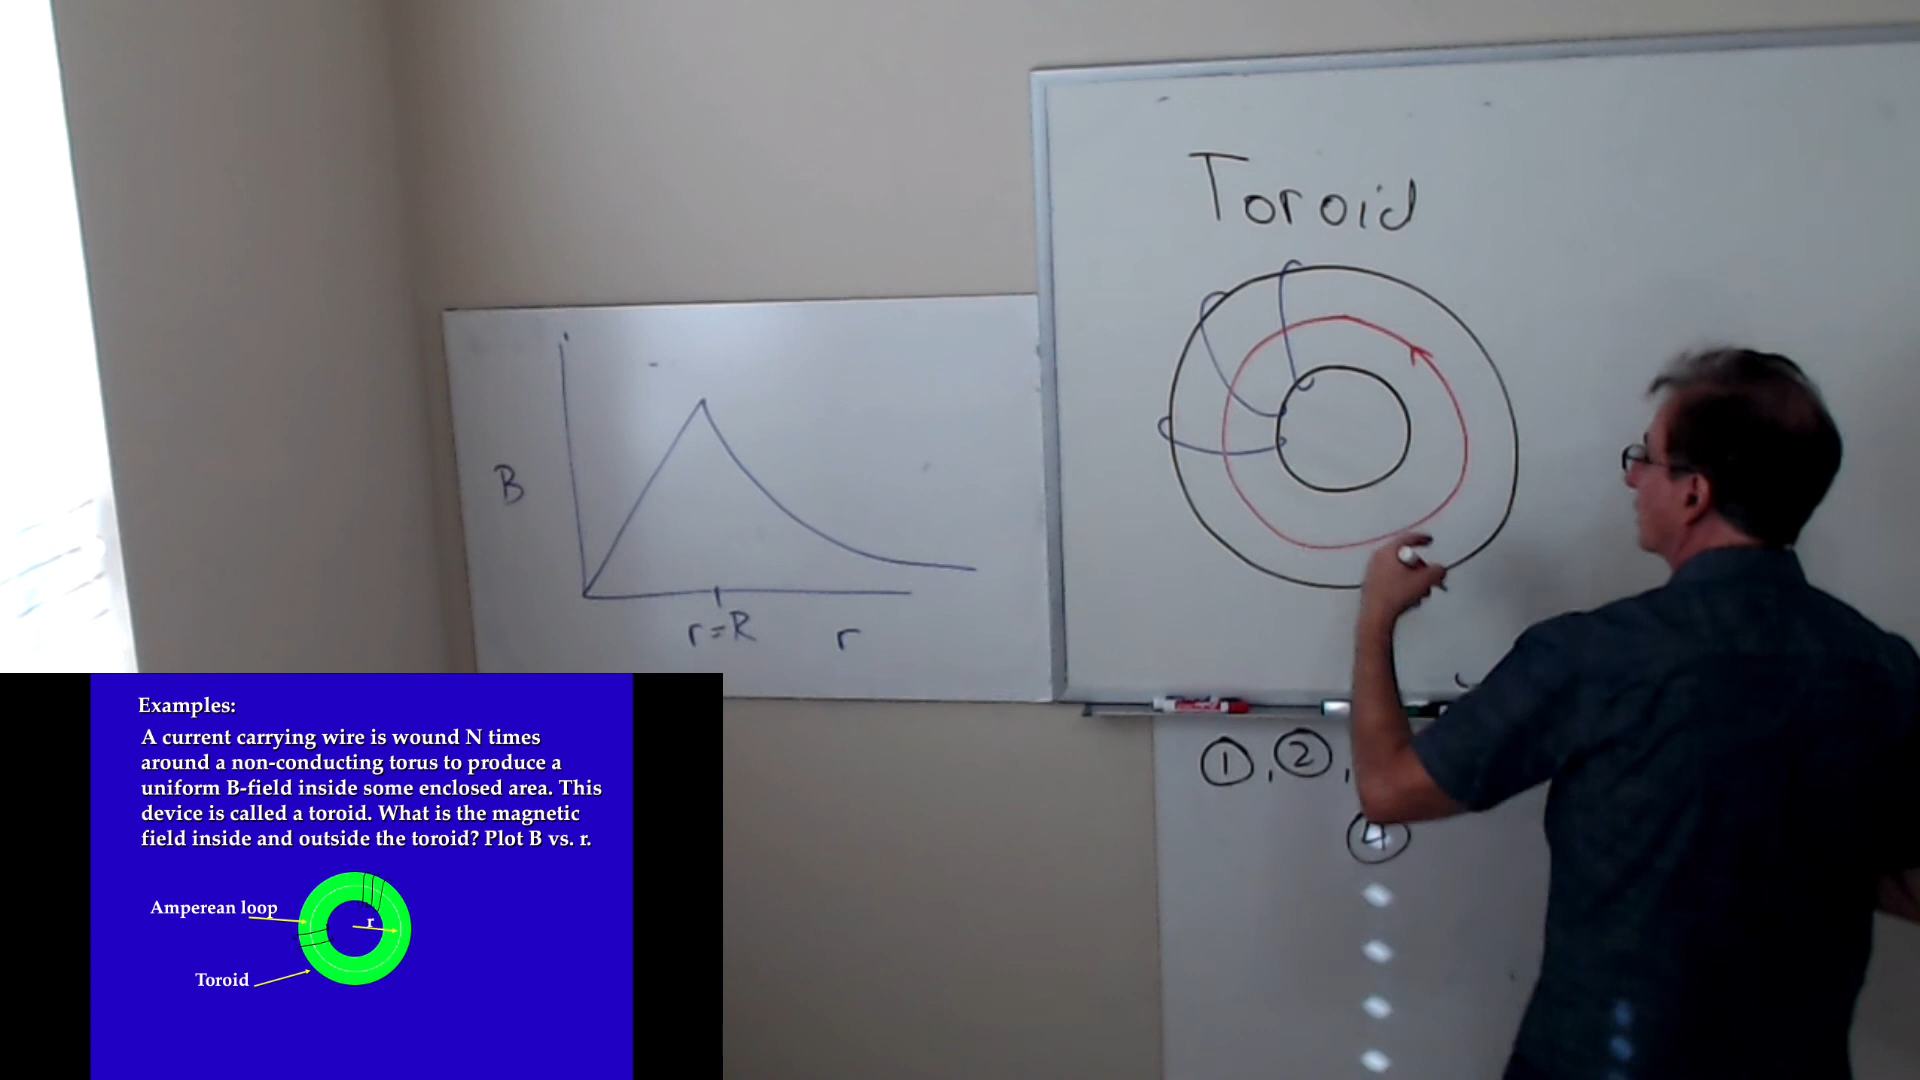 Toroid
B
r=R r
①, ②,
④
Examples:
A current carrying wire is wound N times
around a non-conducting torus to produce a
uniform B-field inside some enclosed area. This
device is called a toroid. What is the magnetic
field inside and outside the toroid? Plot B vs. r.
Amperean loop
r
Toroid